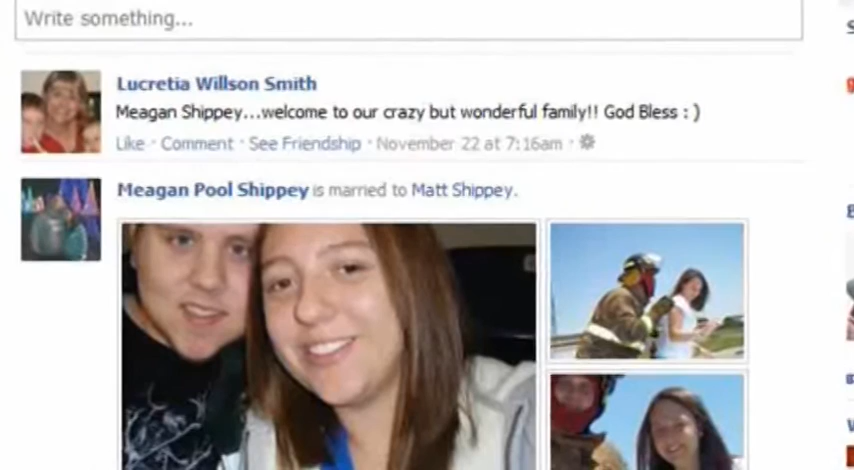 Write something...
Lucretia Willson Smith
Meagan Shippey...welcome to our crazy but wonderful family!! God Bless : )
Like · Comment · See Friendship · November 22 at 7:16am ·
Meagan Pool Shippey is married to Matt Shippey.